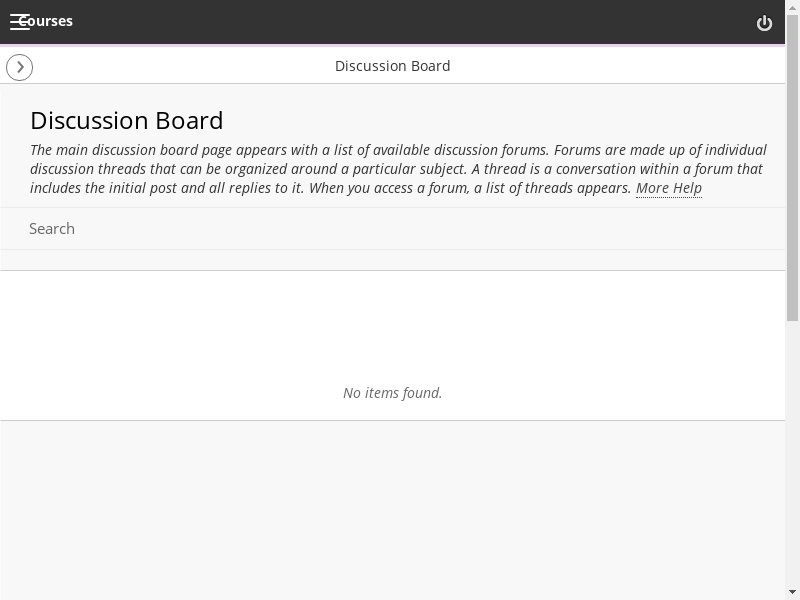 Courses
Discussion Board
Discussion Board
The main discussion board page appears with a list of available discussion forums. Forums are made up of individual
discussion threads that can be organized around a particular subject. A thread is a conversation within a forum that
includes the initial post and all replies to it. When you access a forum, a list of threads appears. More Help
Search
No items found.